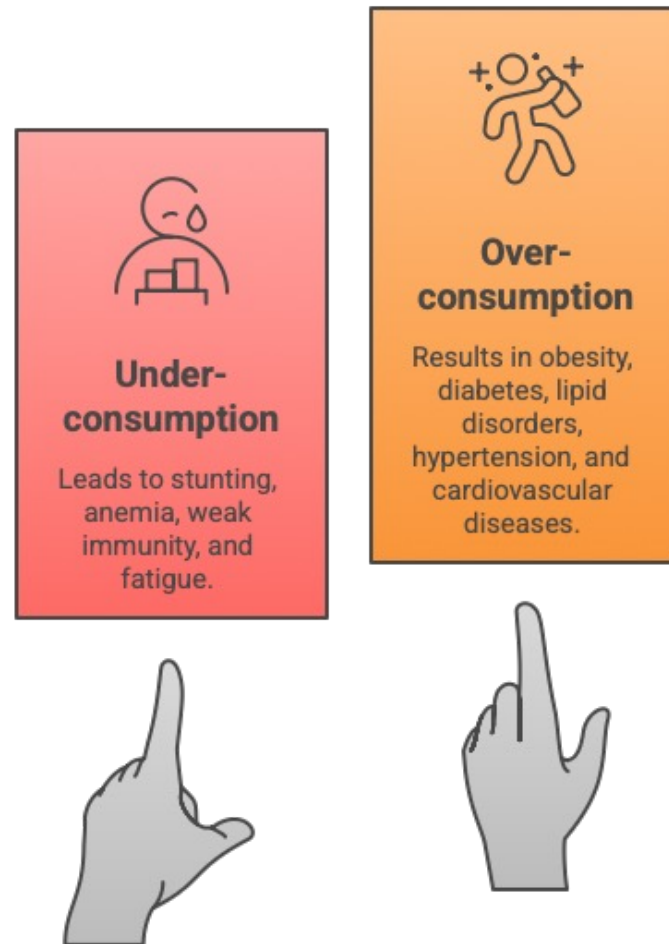 Under-
consumption
Leads to stunting,
anemia, weak
immunity, and
fatigue.
Over-
consumption
Results in obesity,
diabetes, lipid
disorders,
hypertension, and
cardiovascular
diseases.